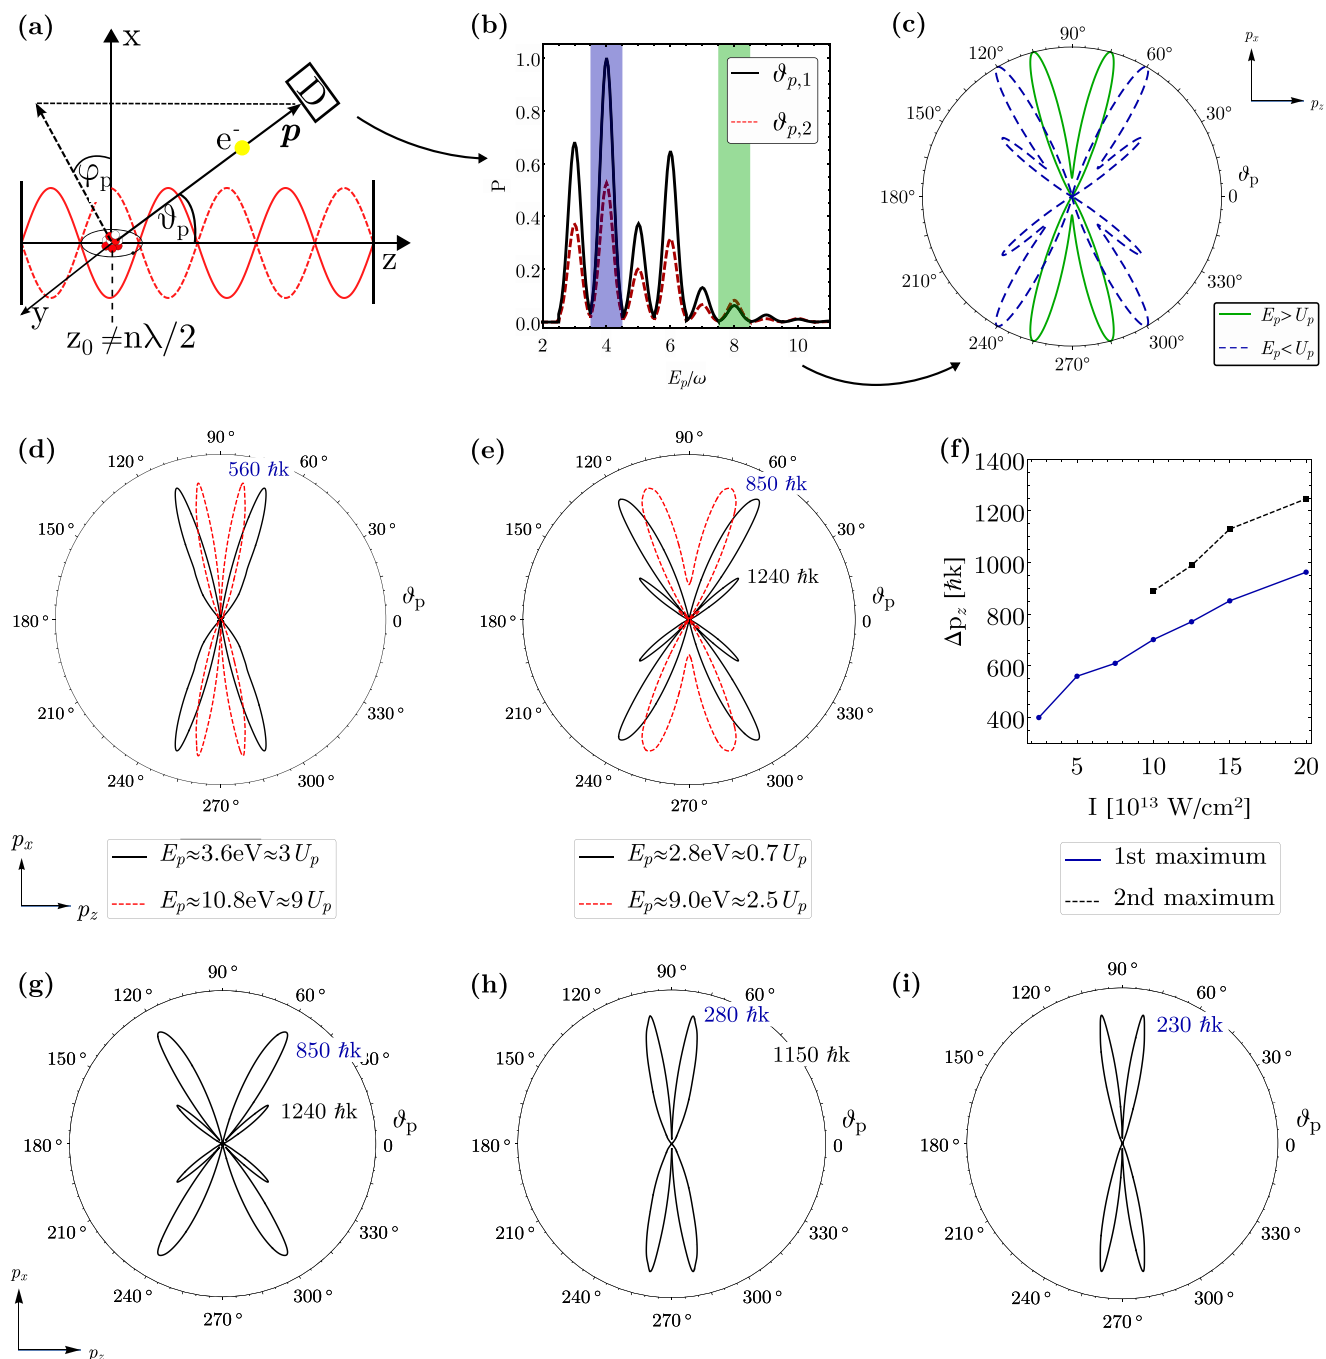 (a)
x
D
p
e-
φp
ϑp
z
y
z0 ≠nλ/2
(b)
P
1.0
0.8
0.6
0.4
0.2
0.0
2
4
6
8
10
Ep/ω
ϑp,1
ϑp,2
(c)
90°
120°
60°
150°
30°
180°
ϑp
0
210°
330°
240°
300°
270°
px
pz
Ep>Up
Ep<Up
(d)
90°
120°
60°
560 ħk
150°
30°
ϑp
180°
0
210°
330°
240°
300°
270°
px
pz
Ep≈3.6eV≈3 Up
Ep≈10.8eV≈9 Up
(e)
90°
120°
60°
850 ħk
150°
30°
1240 ħk
ϑp
180°
0
210°
330°
240°
300°
270°
Ep≈2.8eV≈0.7 Up
Ep≈9.0eV≈2.5 Up
(f)
1400
1200
1000
800
600
400
Δpz [ħk]
5
10
15
20
I [10¹³ W/cm²]
1st maximum
2nd maximum
(g)
90°
120°
60°
150°
850 ħk
1240 ħk
ϑp
180°
0
210°
330°
240°
300°
270°
px
pz
(h)
90°
120°
60°
280 ħk
150°
1150 ħk
ϑp
180°
0
210°
330°
240°
300°
270°
(i)
90°
120°
60°
230 ħk
150°
30°
ϑp
180°
0
210°
330°
240°
300°
270°